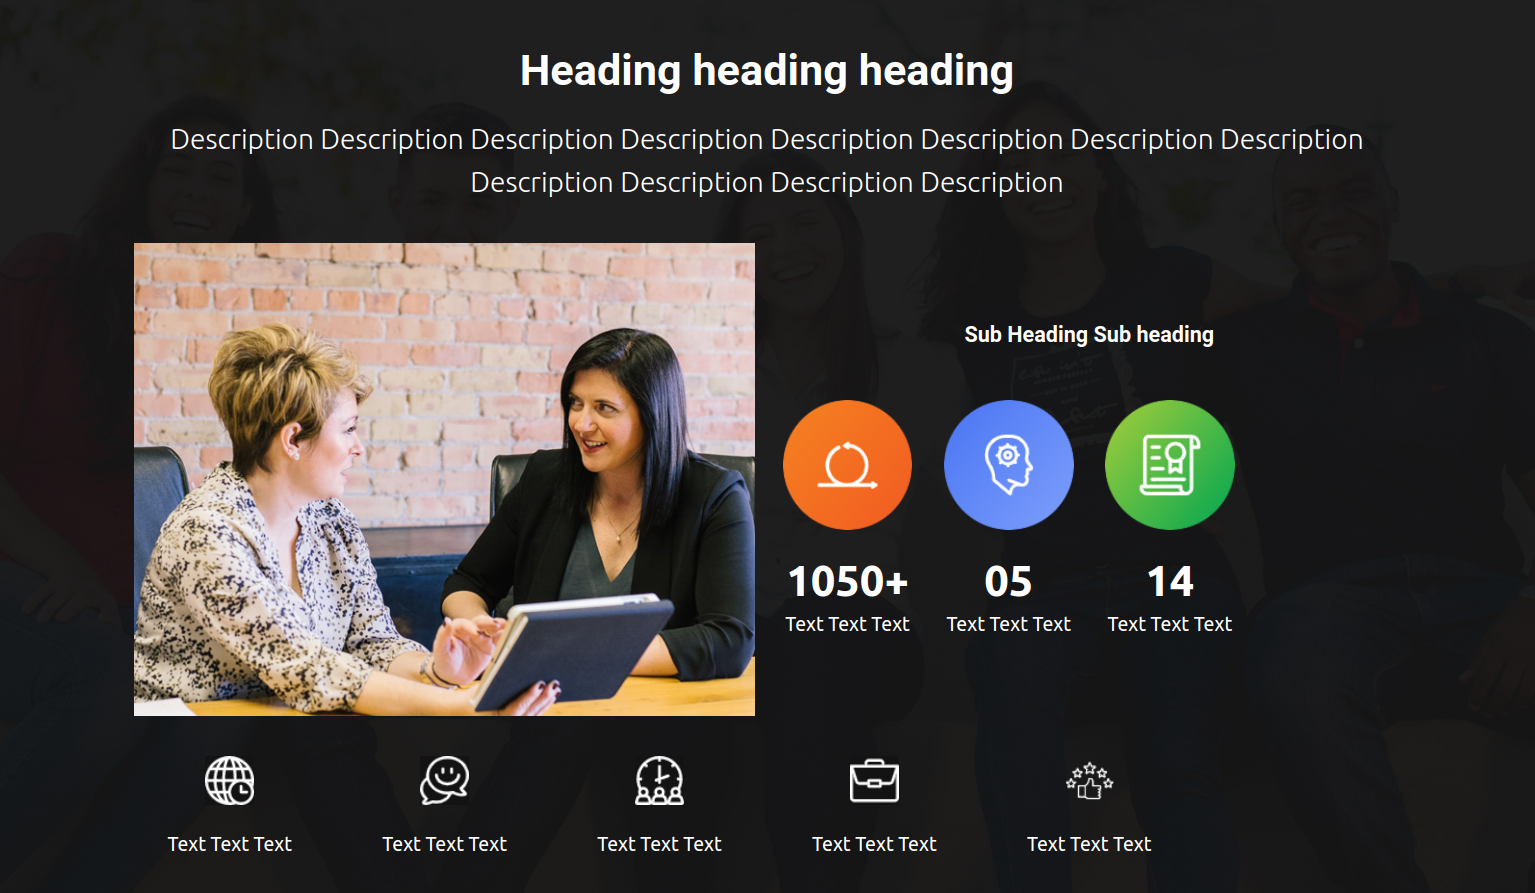 Heading heading heading
Description Description Description Description Description Description Description Description
Description Description Description Description
Sub Heading Sub heading
1050+ 05 14
Text Text Text Text Text Text Text Text Text
Text Text Text Text Text Text Text Text Text Text Text Text Text Text Text